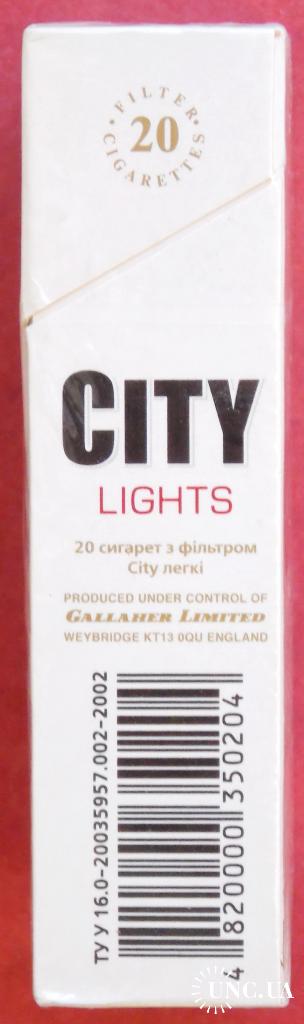 • FILTER •
20
CIGARETTES
CITY
LIGHTS
20 сигарет з фільтром
City легкі
PRODUCED UNDER CONTROL OF
GALLAHER LIMITED
WEYBRIDGE KT13 0QU ENGLAND
ТУ У 16.0-20035957.002-2002
4 820000 350204
UNC.UA